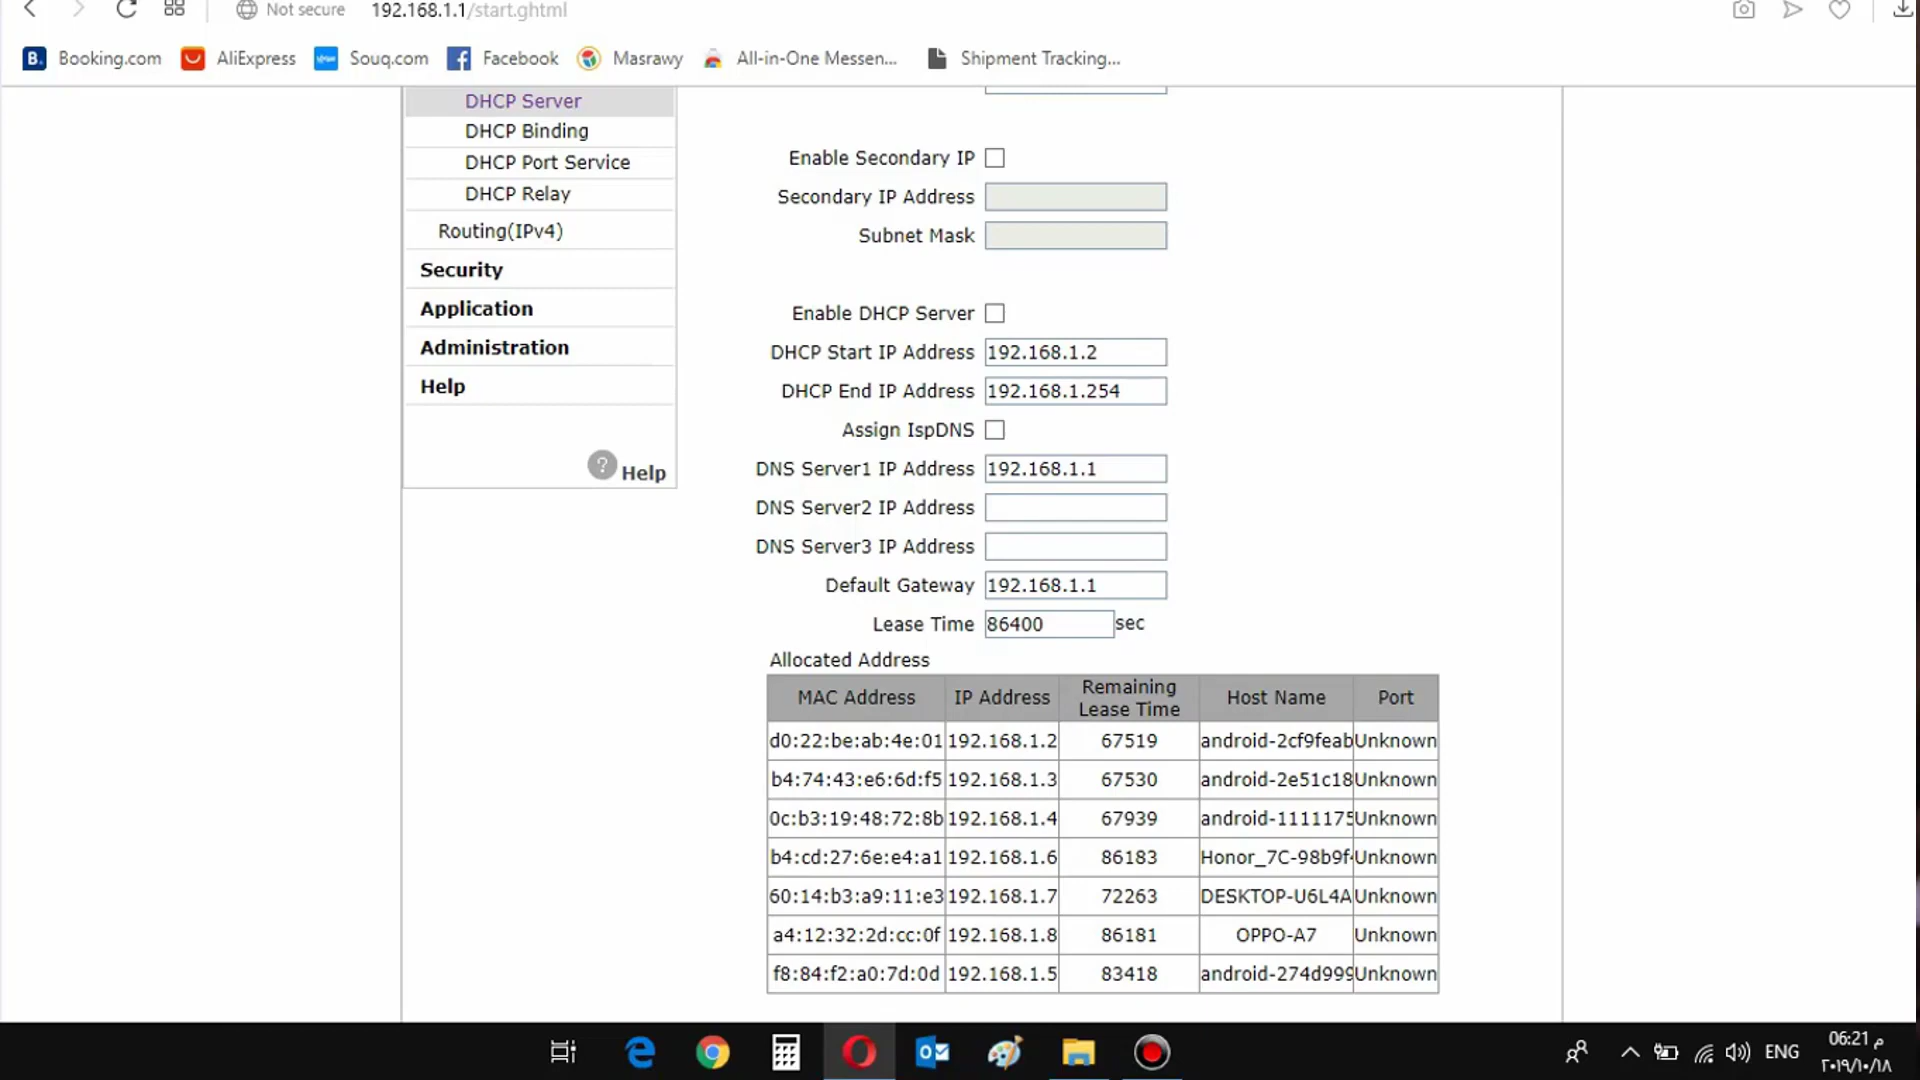 Not secure 192.168.1.1/start.ghtml
B. Booking.com AliExpress Souq.com Facebook Masrawy All-in-One Messen... Shipment Tracking...
DHCP Server
DHCP Binding
DHCP Port Service
DHCP Relay
Routing(IPv4)
Security
Application
Administration
Help
? Help
Enable Secondary IP
Secondary IP Address
Subnet Mask
Enable DHCP Server
DHCP Start IP Address 192.168.1.2
DHCP End IP Address 192.168.1.254
Assign IspDNS
DNS Server1 IP Address 192.168.1.1
DNS Server2 IP Address
DNS Server3 IP Address
Default Gateway 192.168.1.1
Lease Time 86400 sec
Allocated Address
MAC Address IP Address Remaining Lease Time Host Name Port
d0:22:be:ab:4e:01 192.168.1.2 67519 android-2cf9feab Unknown
b4:74:43:e6:6d:f5 192.168.1.3 67530 android-2e51c18 Unknown
0c:b3:19:48:72:8b 192.168.1.4 67939 android-1111175 Unknown
b4:cd:27:6e:e4:a1 192.168.1.6 86183 Honor_7C-98b9f4 Unknown
60:14:b3:a9:11:e3 192.168.1.7 72263 DESKTOP-U6L4A Unknown
a4:12:32:2d:cc:0f 192.168.1.8 86181 OPPO-A7 Unknown
f8:84:f2:a0:7d:0d 192.168.1.5 83418 android-274d999 Unknown
ENG 06:21 م
٢٠١٩/١٠/١٨